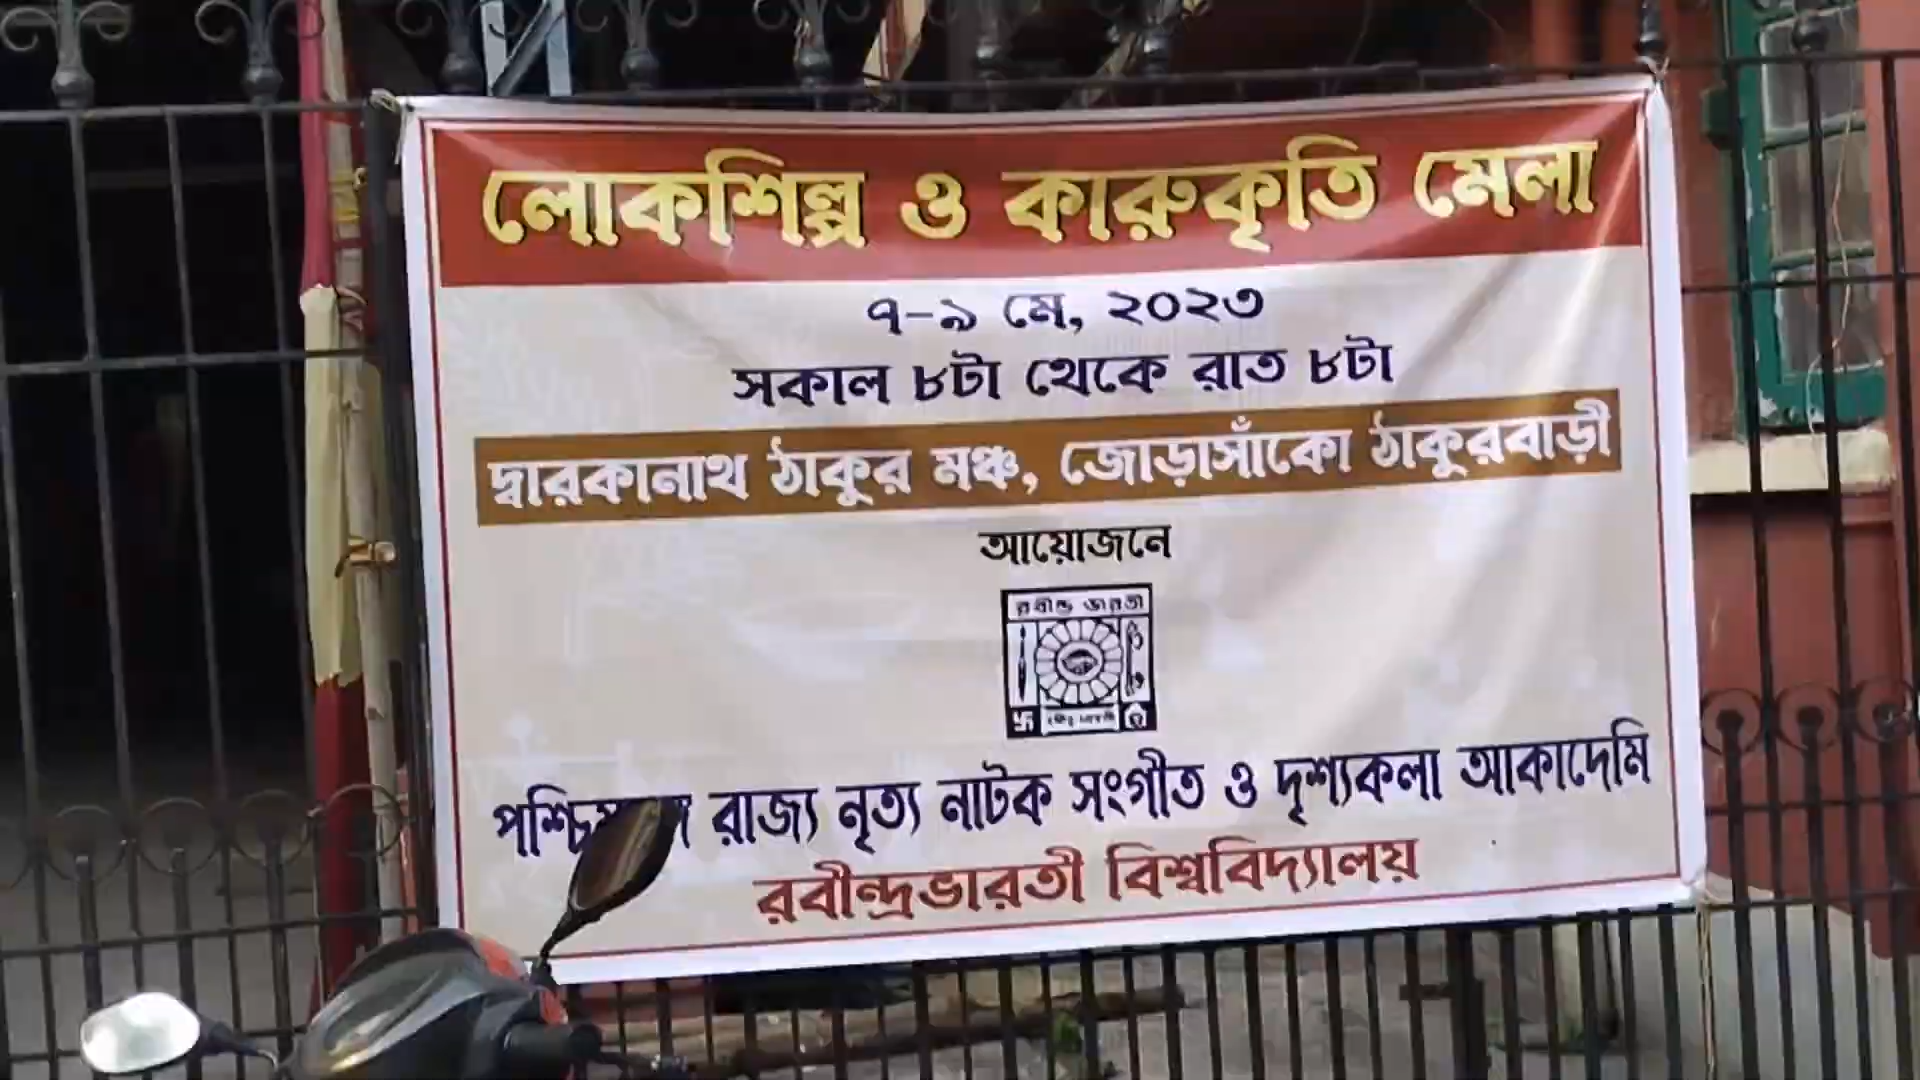 লোকশিল্প ও কারুকৃতি মেলা
৭-৯ মে, ২০২৩
সকাল ৮টা থেকে রাত ৮টা
দ্বারকানাথ ঠাকুর মঞ্চ, জোড়াসাঁকো ঠাকুরবাড়ী
আয়োজনে
রবীন্দ্র ভারতী
রাজ্য নৃত্য নাটক সংগীত ও দৃশ্যকলা আকাদেমি
রবীন্দ্রভারতী বিশ্ববিদ্যালয়